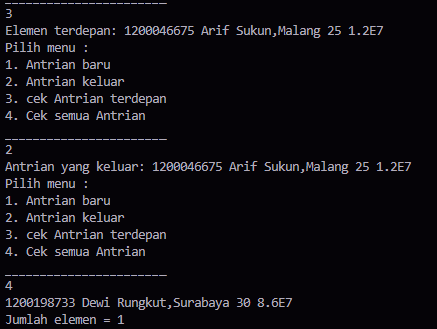 ________________________
3
Elemen terdepan: 1200046675 Arif Sukun,Malang 25 1.2E7
Pilih menu :
1. Antrian baru
2. Antrian keluar
3. cek Antrian terdepan
4. Cek semua Antrian
________________________
2
Antrian yang keluar: 1200046675 Arif Sukun,Malang 25 1.2E7
Pilih menu :
1. Antrian baru
2. Antrian keluar
3. cek Antrian terdepan
4. Cek semua Antrian
________________________
4
1200198733 Dewi Rungkut,Surabaya 30 8.6E7
Jumlah elemen = 1